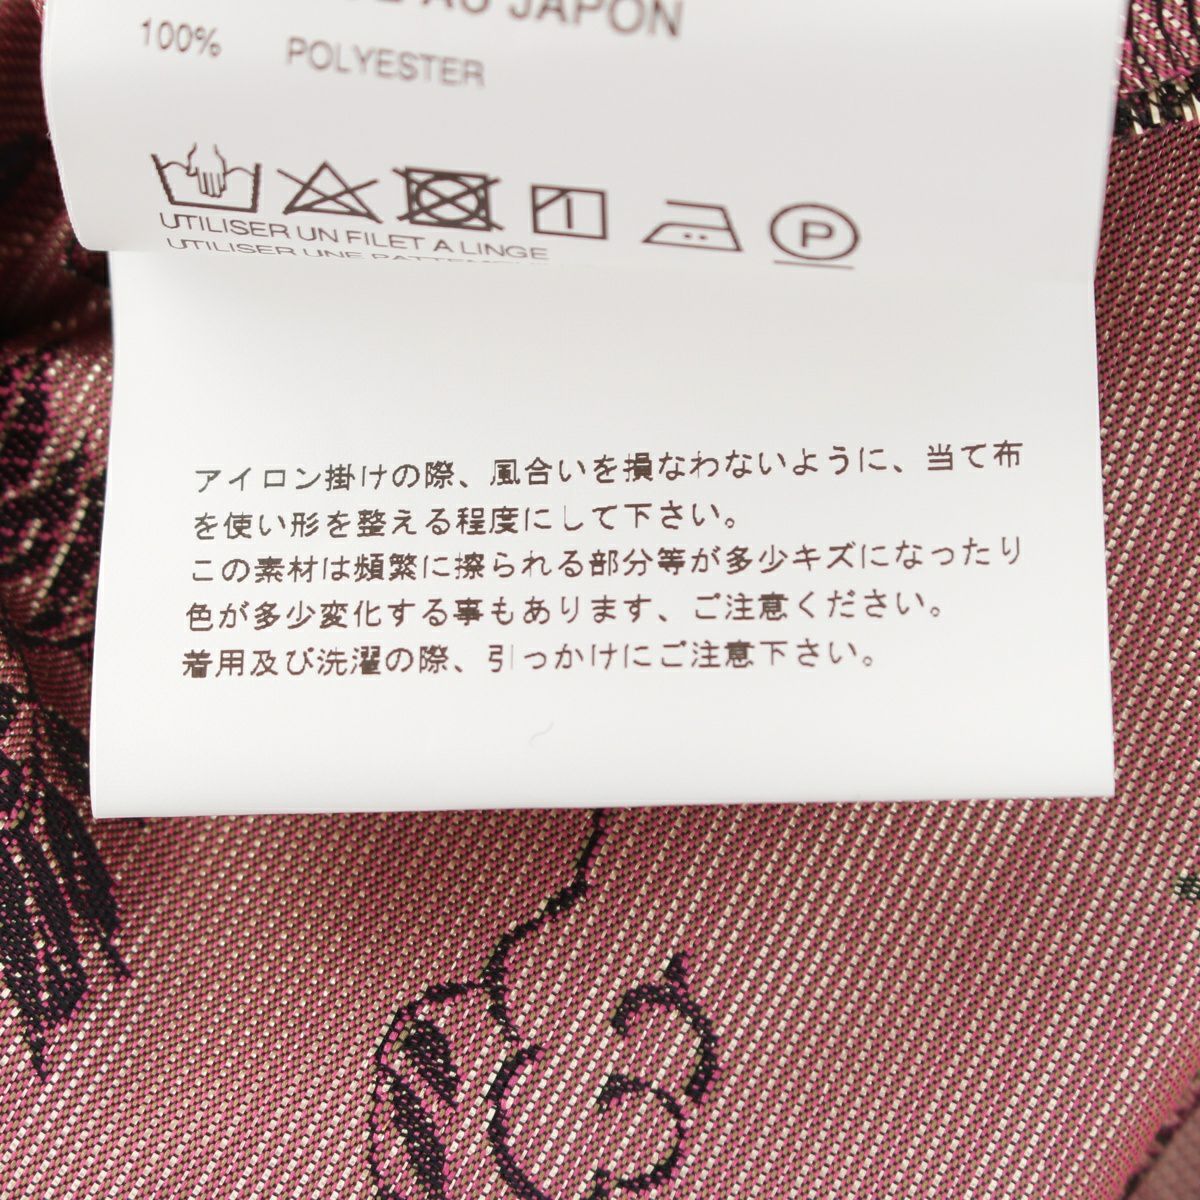 AU JAPON
100% POLYESTER
P
UTILISER UN FILET A LINGE
UTILISER UNE
アイロン掛けの際、風合いを損なわないように、当て布
を使い形を整える程度にして下さい。
この素材は頻繁に擦られる部分等が多少キズになったり
色が多少変化する事もあります、ご注意ください。
着用及び洗濯の際、引っかけにご注意下さい。